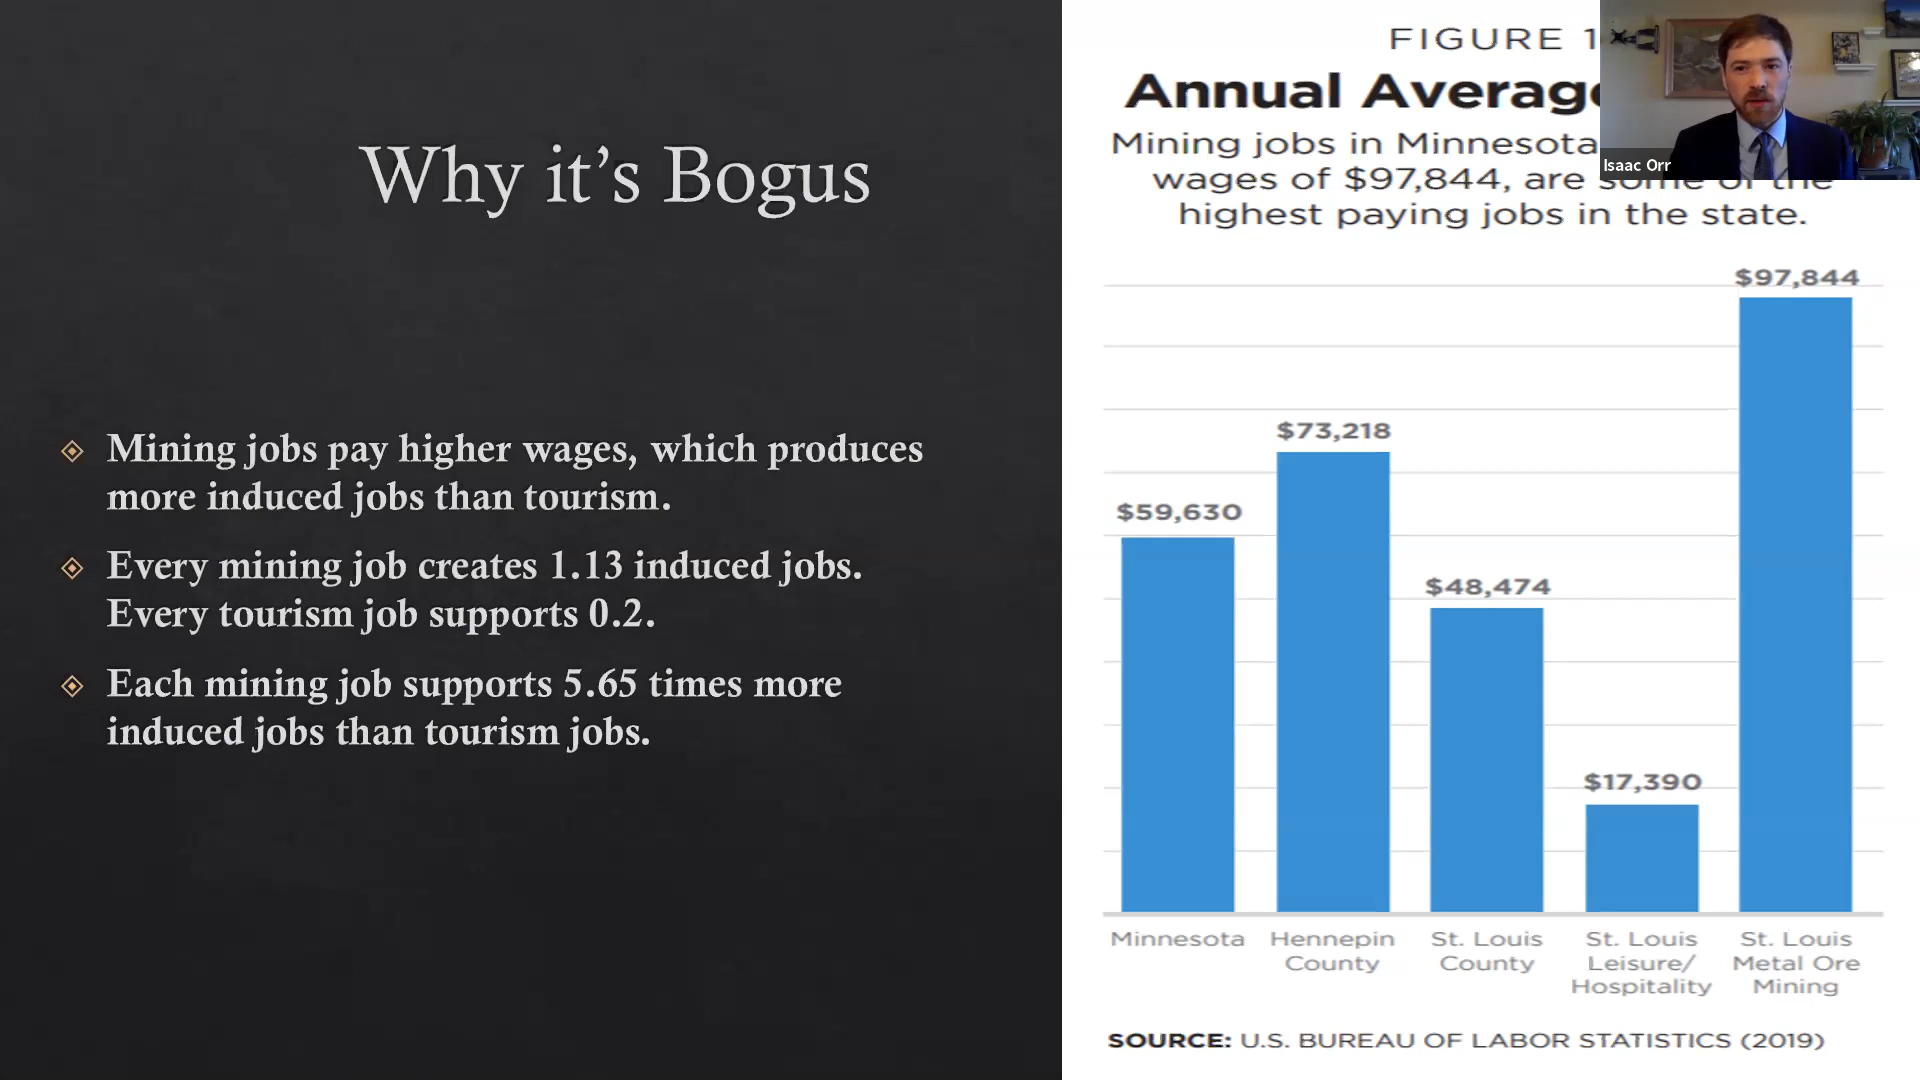 Why it's Bogus
Mining jobs pay higher wages, which produces
more induced jobs than tourism.
Every mining job creates 1.13 induced jobs.
Every tourism job supports 0.2.
Each mining job supports 5.65 times more
induced jobs than tourism jobs.
FIGURE 1
Annual Average
Mining jobs in Minnesota
wages of $97,844, are some of the
highest paying jobs in the state.
Isaac Orr
$97,844
$73,218
$59,630
$48,474
$17,390
Minnesota
Hennepin
County
St. Louis
County
St. Louis
Leisure/
Hospitality
St. Louis
Metal Ore
Mining
SOURCE: U.S. BUREAU OF LABOR STATISTICS (2019)